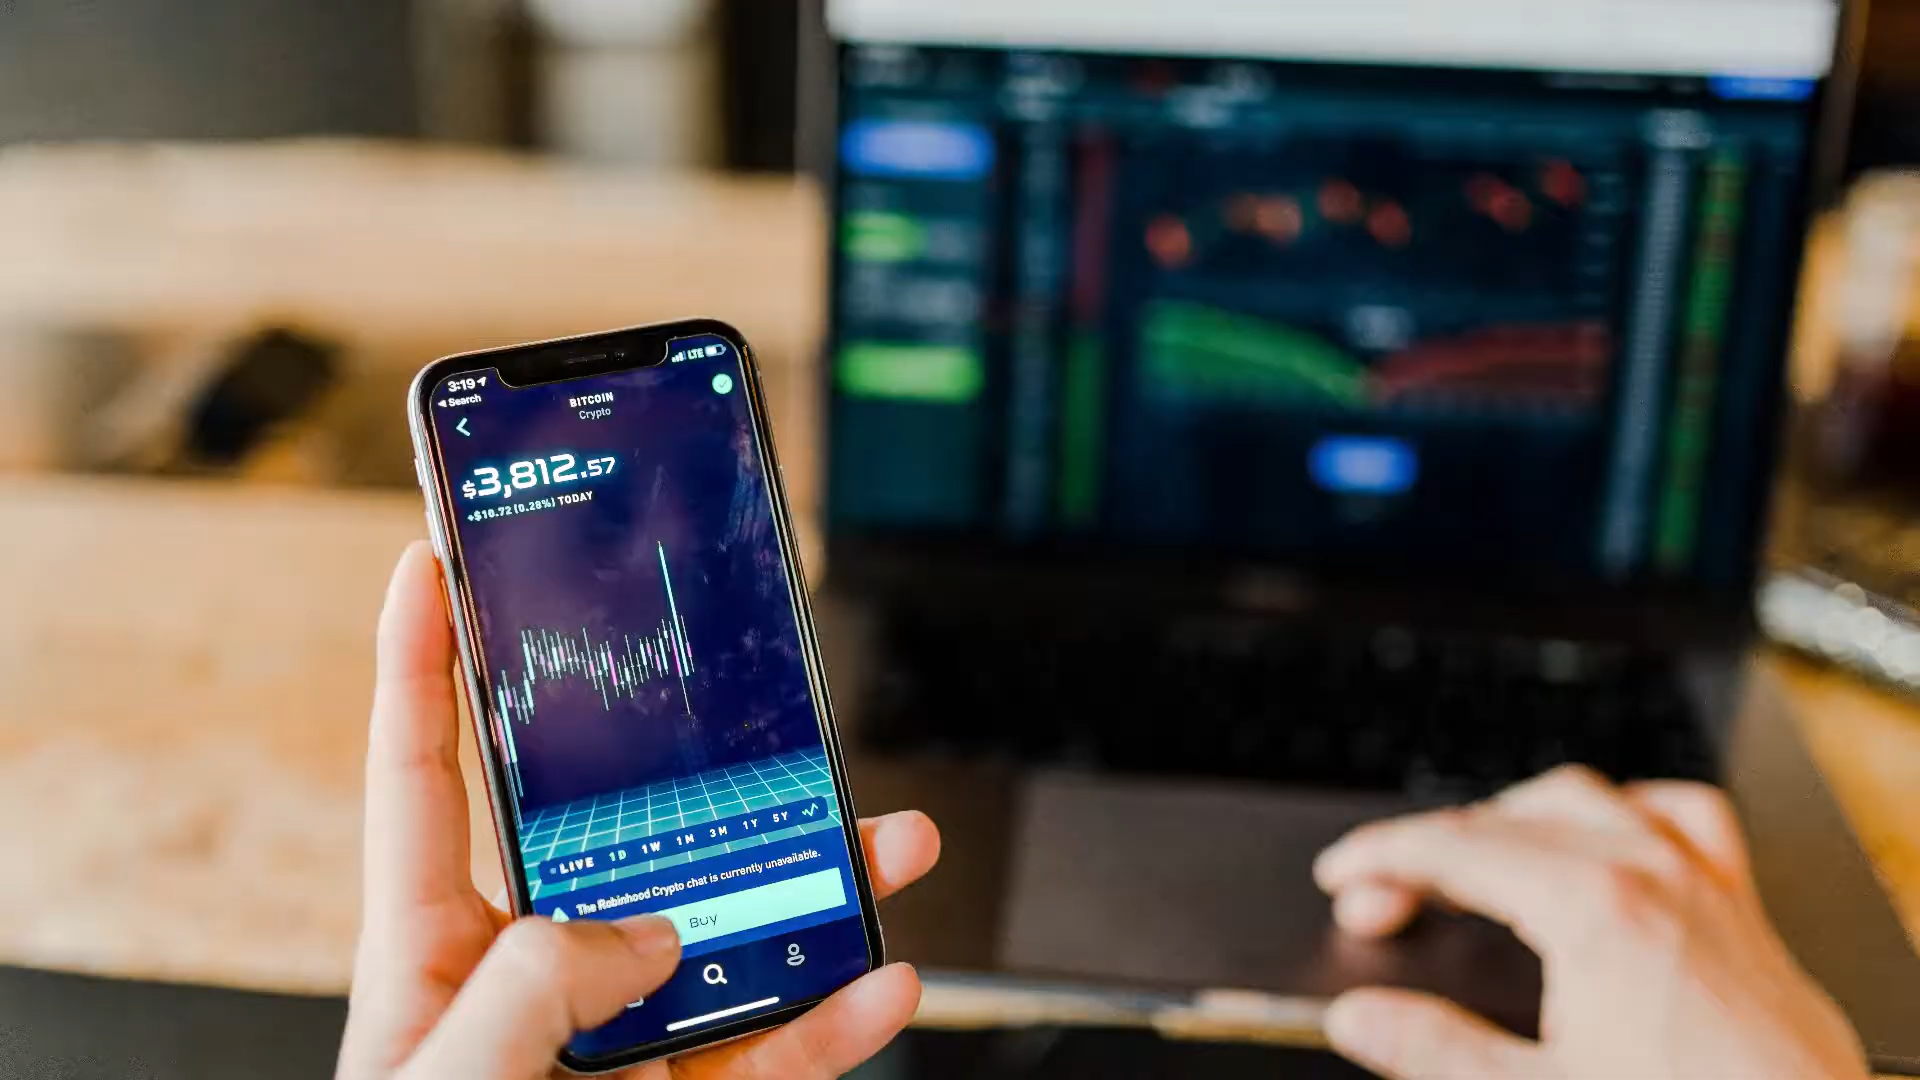 3:19
LTE
Search
BITCOIN
Crypto
$3,812.57
+$10.72 (0.28%) TODAY
LIVE 1D 1W 1M 3M 1Y 5Y
The Robinhood Crypto chat is currently unavailable.
Buy